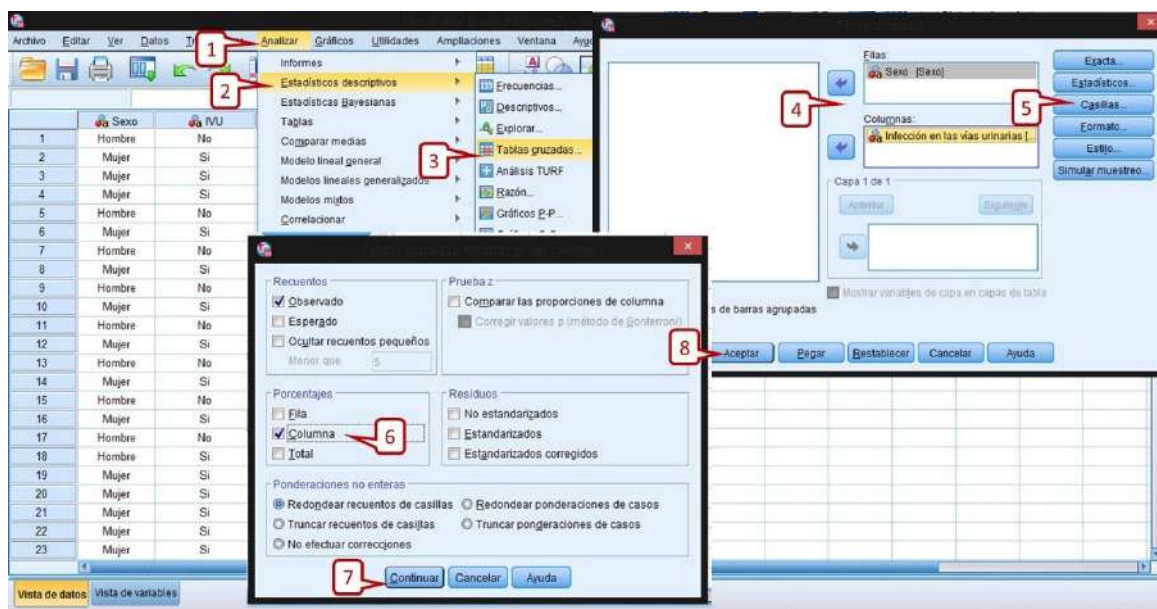 Archivo Editar Ver Datos Analizar Gráficos Utilidades Ampliaciones Ventana
1
Informes
2
Estadísticos descriptivos
Estadísticas Bayesianas
Tablas
Comparar medias
Modelo lineal general
Modelos lineales generalizados
Modelos mixtos
Correlacionar
Frecuencias...
Descriptivos...
Explorar...
3
Tablas cruzadas...
Análisis TURF
Razón...
Gráficos P-P...
Sexo IVU
1 Hombre No
2 Mujer Si
3 Mujer Si
4 Mujer Si
5 Hombre No
6 Mujer Si
7 Hombre No
8 Mujer Si
9 Hombre No
10 Mujer Si
11 Hombre No
12 Mujer Si
13 Hombre No
14 Mujer Si
15 Hombre No
16 Mujer Si
17 Hombre No
18 Hombre Si
19 Mujer Si
20 Mujer Si
21 Mujer Si
22 Mujer Si
23 Mujer Si
Vista de datos Vista de variables
Filas:
Sexo [Sexo]
4
Columnas:
Infección en las vías urinarias [...
Capa 1 de 1
Anterior Siguiente
Mostrar variables de capa en capas de tabla
Exacta...
Estadísticos...
5
Casillas...
Formato...
Estilo...
Simular muestreo...
s de barras agrupadas
8
Aceptar Pegar Restablecer Cancelar Ayuda
Recuentos
Observado
Esperado
Ocultar recuentos pequeños
Menor que 5
Prueba z
Comparar las proporciones de columna
Corregir valores p (método de Bonferroni)
Porcentajes
Fila
Columna
6
Total
Residuos
No estandarizados
Estandarizados
Estandarizados corregidos
Ponderaciones no enteras
Redondear recuentos de casillas Redondear ponderaciones de casos
Truncar recuentos de casillas Truncar ponderaciones de casos
No efectuar correcciones
7
Continuar Cancelar Ayuda